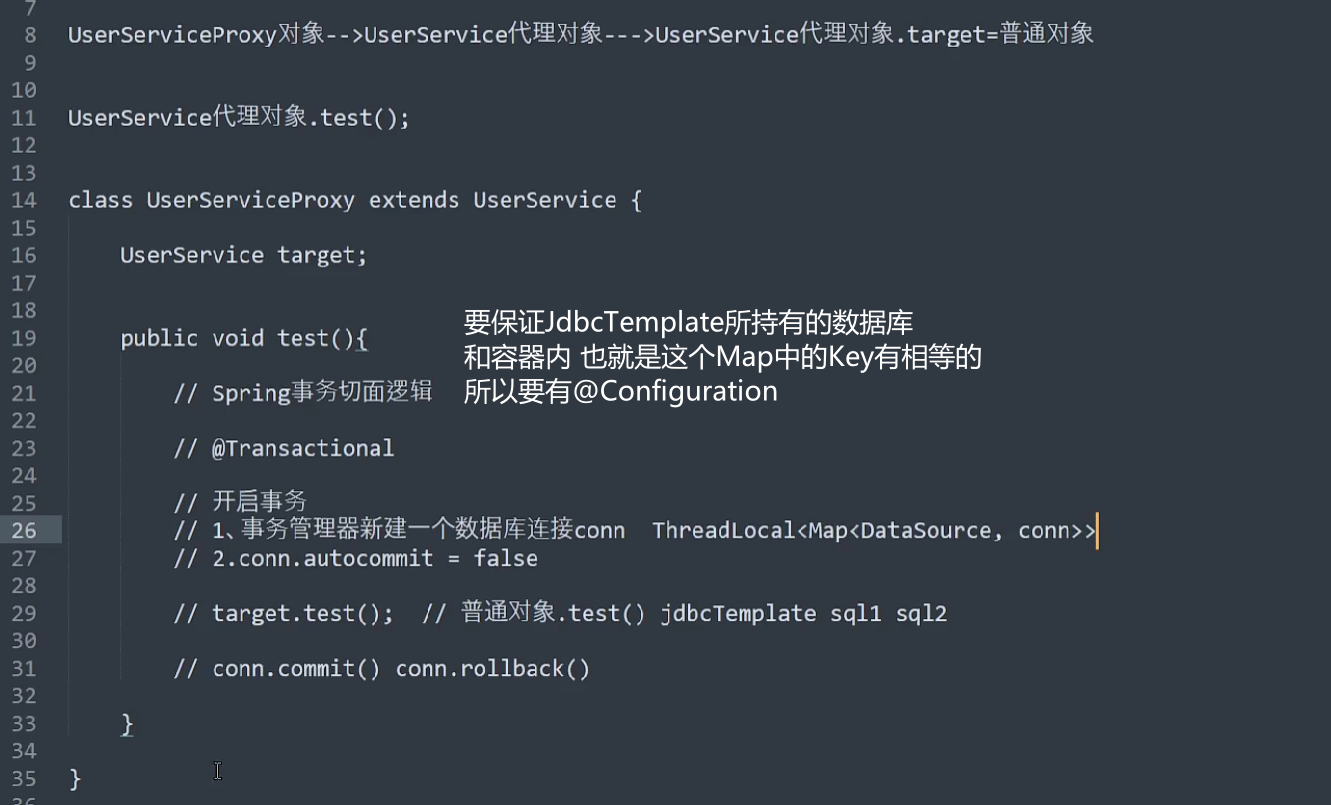 7
8 UserServiceProxy对象-->UserService代理对象--->UserService代理对象.target=普通对象
9
10
11 UserService代理对象.test();
12
13
14 class UserServiceProxy extends UserService {
15
16 UserService target;
17
18
要保证JdbcTemplate所持有的数据库
19 public void test(){
和容器内 也就是这个Map中的Key有相等的
20
21 // Spring事务切面逻辑
所以要有@Configuration
22
23 // @Transactional
24
25 // 开启事务
26 // 1、事务管理器新建一个数据库连接conn ThreadLocal<Map<DataSource, conn>>
27 // 2.conn.autocommit = false
28
29 // target.test(); // 普通对象.test() jdbcTemplate sql1 sql2
30
31 // conn.commit() conn.rollback()
32
33 }
34
35 }
36